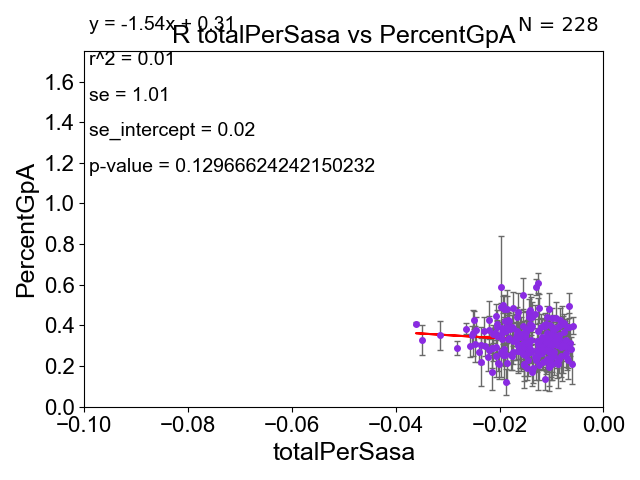 y = -1.54x + 0.31
N = 228
R totalPerSasa vs PercentGpA
r^2 = 0.01
se = 1.01
se_intercept = 0.02
p-value = 0.12966624242150232
PercentGpA
1.6
1.4
1.2
1.0
0.8
0.6
0.4
0.2
0.0
−0.10
−0.08
−0.06
−0.04
−0.02
0.00
totalPerSasa